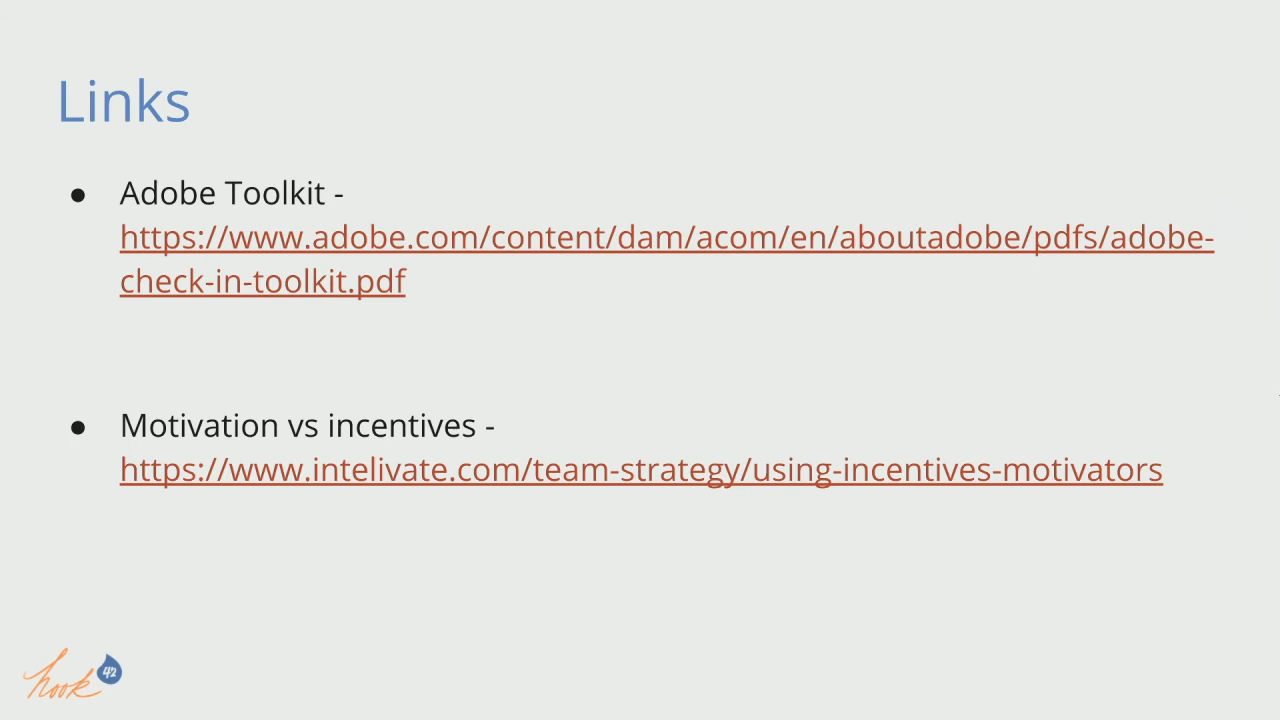 Links
● Adobe Toolkit -
https://www.adobe.com/content/dam/acom/en/aboutadobe/pdfs/adobe-
check-in-toolkit.pdf
● Motivation vs incentives -
https://www.intelivate.com/team-strategy/using-incentives-motivators
hook 42